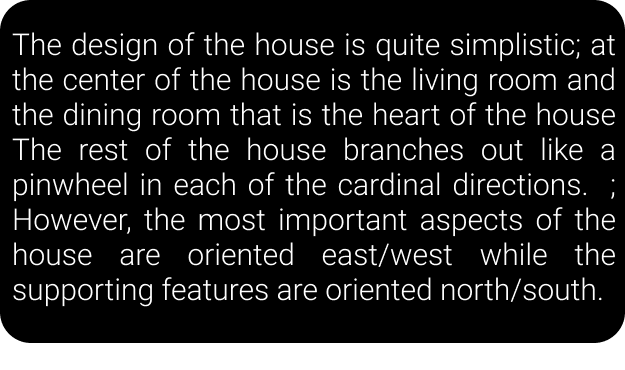 The design of the house is quite simplistic; at
the center of the house is the living room and
the dining room that is the heart of the house
The rest of the house branches out like a
pinwheel in each of the cardinal directions.  ;
However, the most important aspects of the
house are oriented east/west while the
supporting features are oriented north/south.